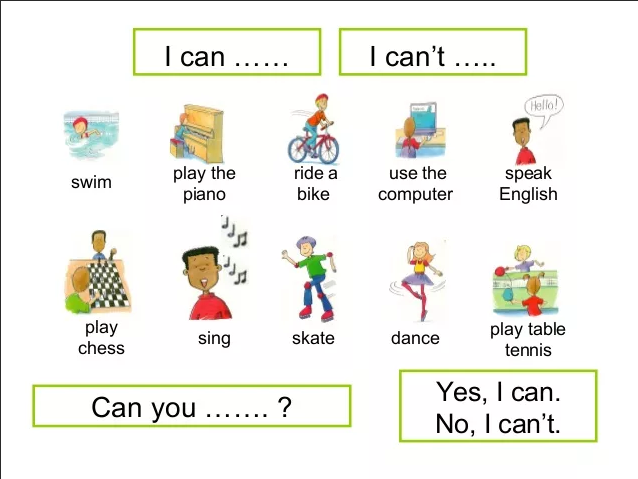 I can ……
I can’t …..
Hello!
swim
play the
piano
ride a
bike
use the
computer
speak
English
play
chess
sing
skate
dance
play table
tennis
Can you ……. ?
Yes, I can.
No, I can’t.